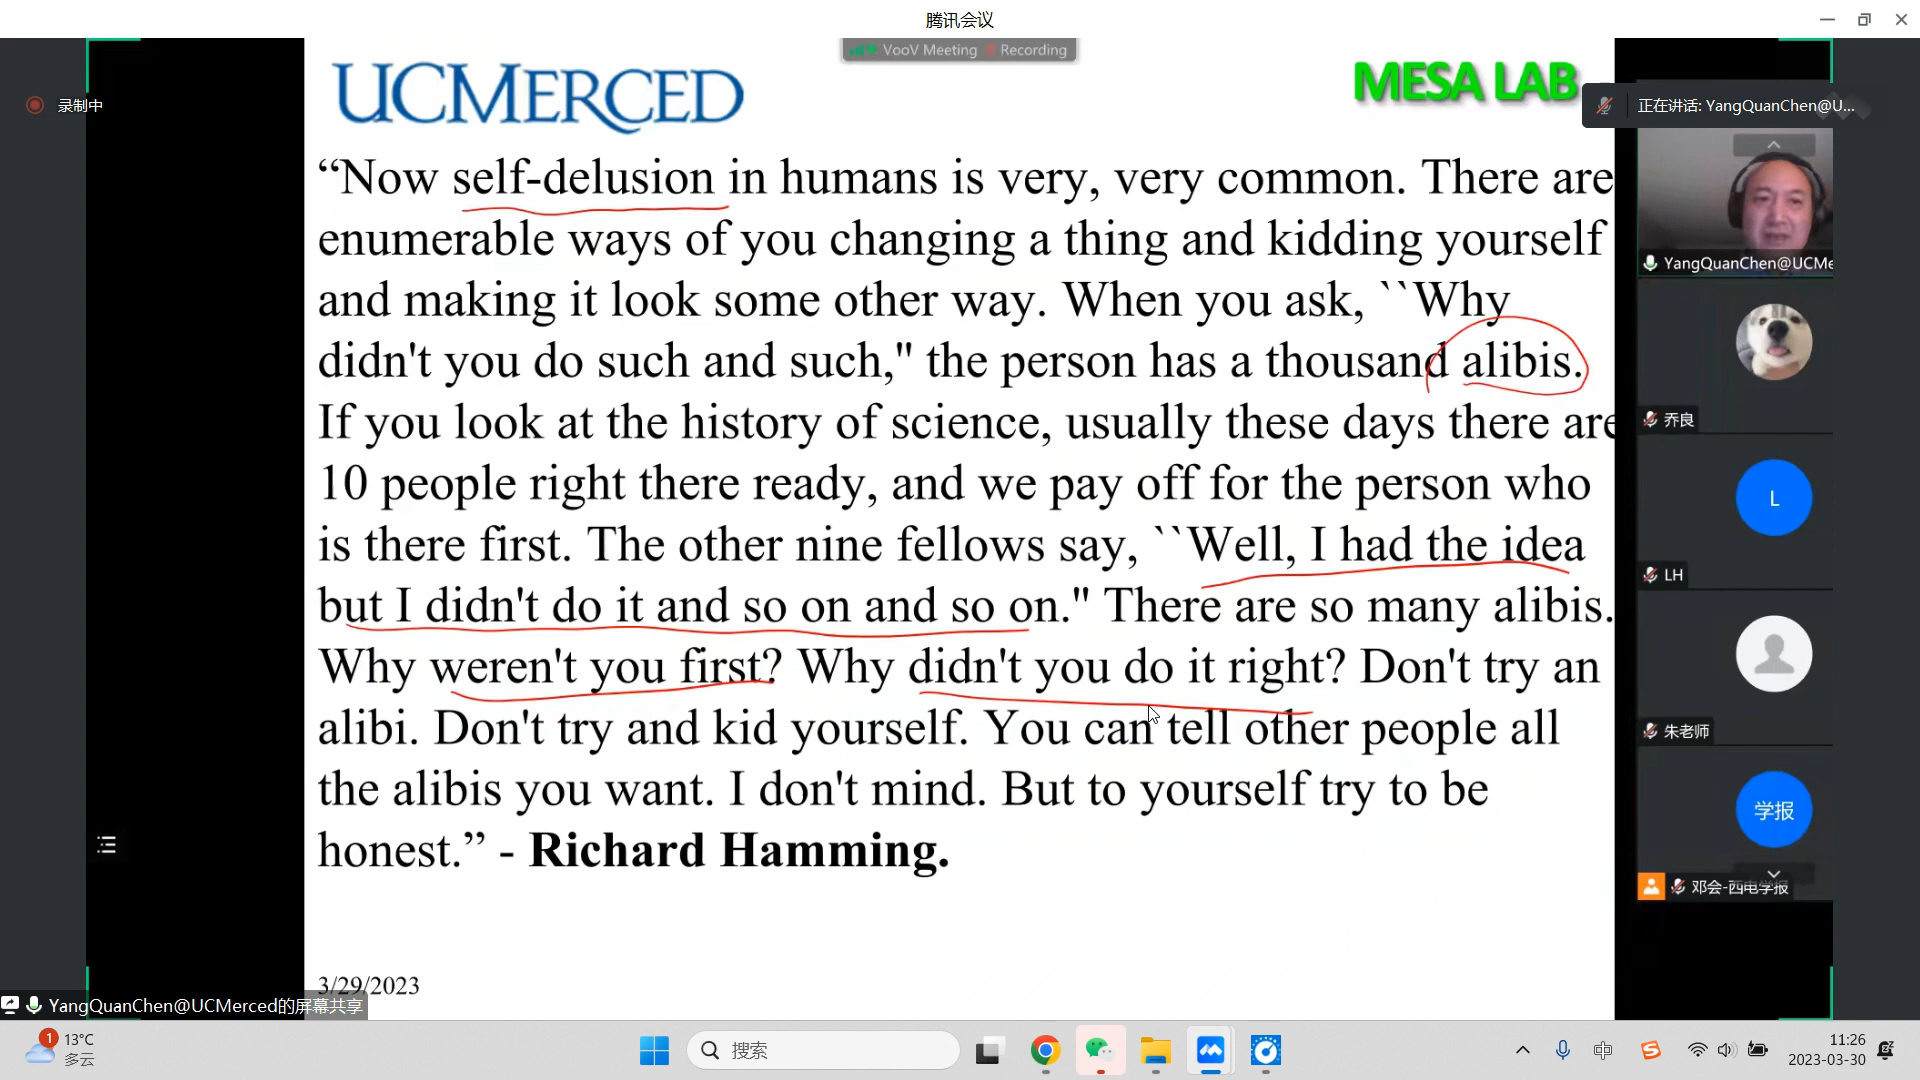 腾讯会议
VooV Meeting Recording
录制中
UCMERCED
MESA LAB
正在讲话: YangQuanChen@U...
“Now self-delusion in humans is very, very common. There are
enumerable ways of you changing a thing and kidding yourself
and making it look some other way. When you ask, ``Why
didn't you do such and such," the person has a thousand alibis.
If you look at the history of science, usually these days there are
10 people right there ready, and we pay off for the person who
is there first. The other nine fellows say, ``Well, I had the idea
but I didn't do it and so on and so on." There are so many alibis.
Why weren't you first? Why didn't you do it right? Don't try an
alibi. Don't try and kid yourself. You can tell other people all
the alibis you want. I don't mind. But to yourself try to be
honest.” - Richard Hamming.
3/29/2023
YangQuanChen@UCMe
乔良
L
LH
朱老师
学报
邓会-西电学报
YangQuanChen@UCMerced的屏幕共享
1
13°C
多云
搜索
中
11:26
2023-03-30